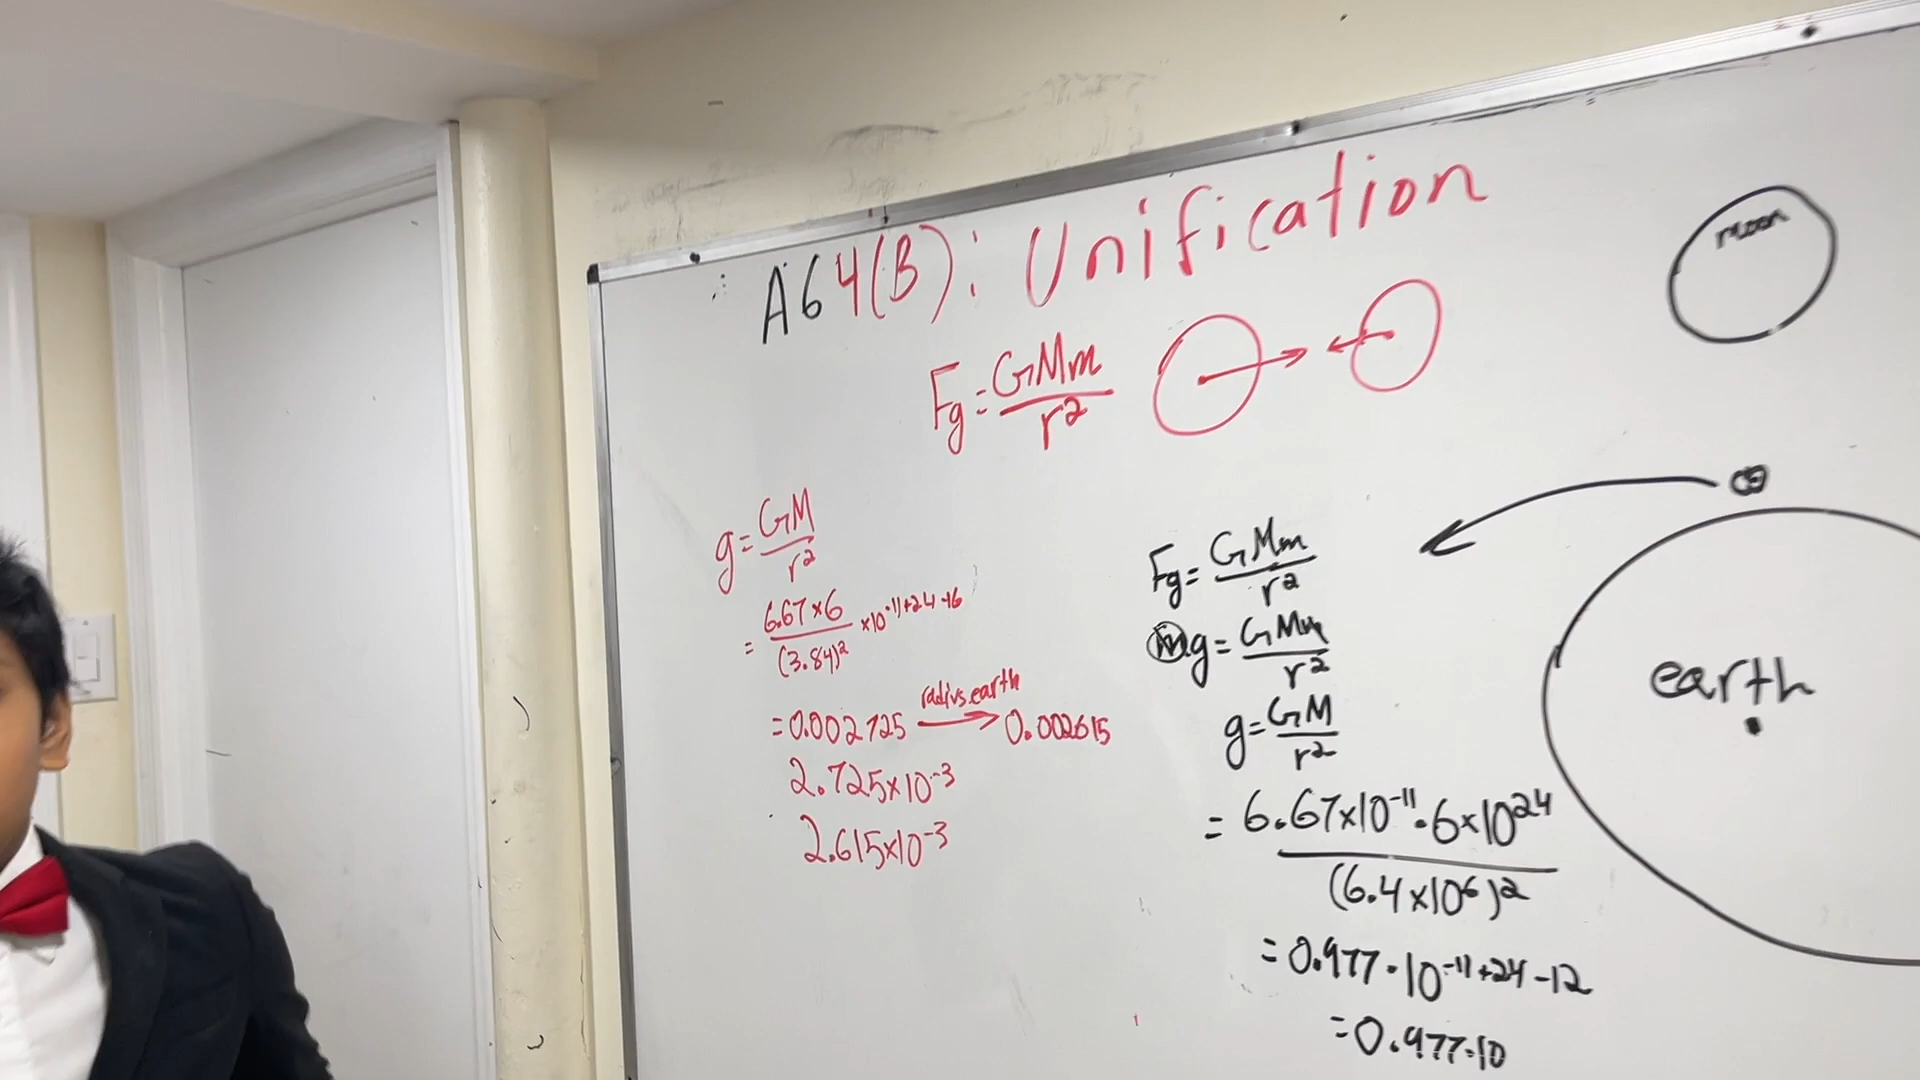 A64(B): Unification
Fg=GMm/r²
g=GM/r²
=6.67×6/(3.84)²×10^-11+24-16
=0.002725 radius earth→ 0.002615
2.725×10^-3
2.615×10^-3
moon
Fg=GMm/r²
mg=GMm/r²
g=GM/r²
=6.67×10^-11·6×10^24/(6.4×10^6)²
=0.977·10^-11+24-12
=0.977·10
earth